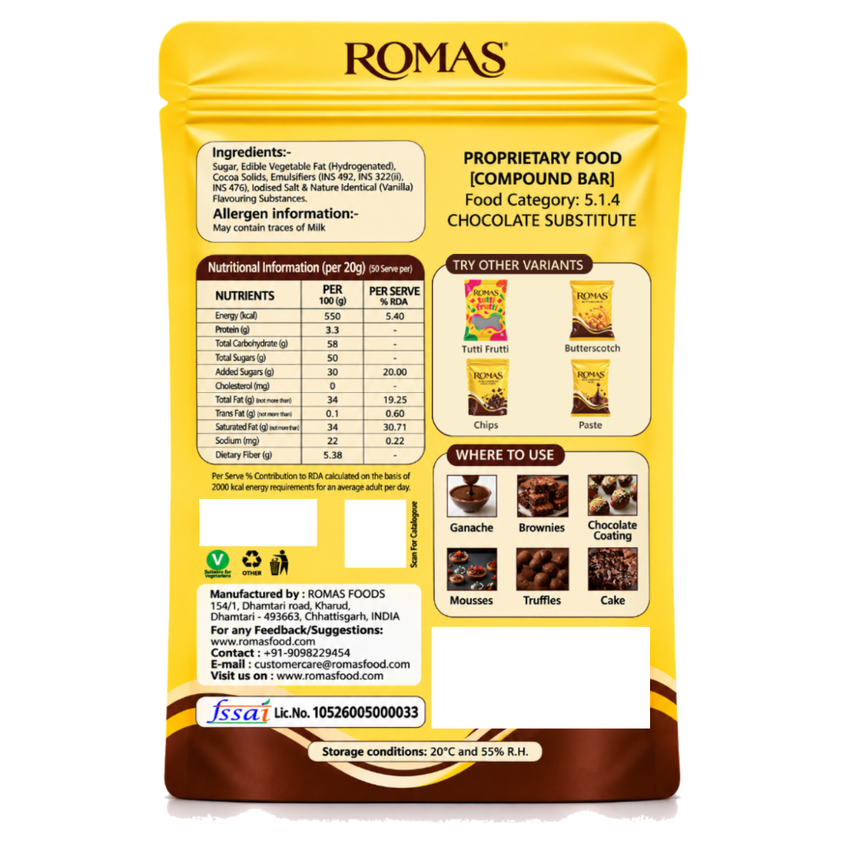 ROMAS®
Ingredients:-
Sugar, Edible Vegetable Fat (Hydrogenated),
Cocoa Solids, Emulsifiers (INS 492, INS 322(ii),
INS 476), Iodised Salt & Nature Identical (Vanilla)
Flavouring Substances.
Allergen information:-
May contain traces of Milk
PROPRIETARY FOOD
[COMPOUND BAR]
Food Category: 5.1.4
CHOCOLATE SUBSTITUTE
Nutritional Information (per 20g) (50 Serve per)
NUTRIENTS PER 100 (g) PER SERVE % RDA
Energy (kcal) 550 5.40
Protein (g) 3.3 -
Total Carbohydrate (g) 58 -
Total Sugars (g) 50 -
Added Sugars (g) 30 20.00
Cholesterol (mg) 0 -
Total Fat (g) (not more than) 34 19.25
Trans Fat (g) (not more than) 0.1 0.60
Saturated Fat (g) (not more than) 34 30.71
Sodium (mg) 22 0.22
Dietary Fiber (g) 5.38 -
Per Serve % Contribution to RDA calculated on the basis of
2000 kcal energy requirements for an average adult per day.
Scan For Catalogoue
V
Suitable for
Vegetarians
OTHER
Manufactured by : ROMAS FOODS
154/1, Dhamtari road, Kharud,
Dhamtari - 493663, Chhattisgarh, INDIA
For any Feedback/Suggestions:
www.romasfood.com
Contact : +91-9098229454
E-mail : customercare@romasfood.com
Visit us on : www.romasfood.com
fssai Lic.No. 10526005000033
TRY OTHER VARIANTS
ROMAS
tutti
frutti
ROMAS
Tutti Frutti
Butterscotch
ROMAS
ROMAS
Chips
Paste
WHERE TO USE
Ganache
Brownies
Chocolate
Coating
Mousses
Truffles
Cake
Storage conditions: 20°C and 55% R.H.